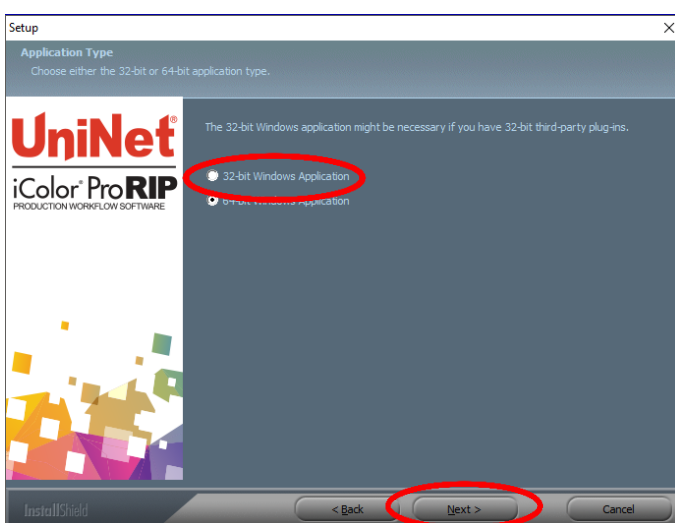 Setup
Application Type
Choose either the 32-bit or 64-bit application type.
UniNet®
iColor® ProRIP
PRODUCTION WORKFLOW SOFTWARE
The 32-bit Windows application might be necessary if you have 32-bit third-party plug-ins.
32-bit Windows Application
64-bit Windows Application
InstallShield
< Back
Next >
Cancel